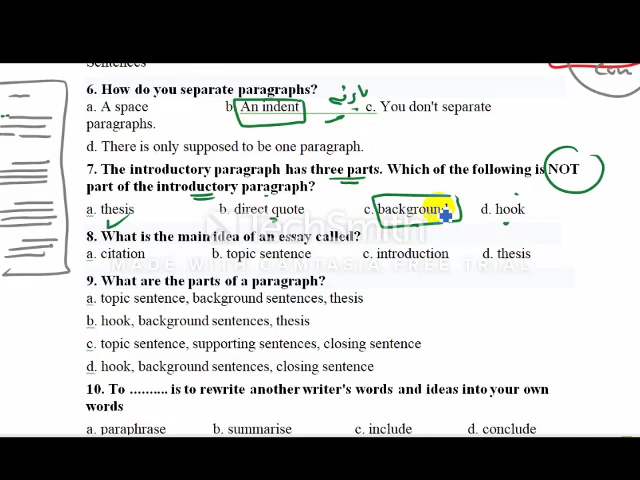 Sentences
6. How do you separate paragraphs?
a. A space b. An indent c. You don't separate
paragraphs.
d. There is only supposed to be one paragraph.
7. The introductory paragraph has three parts. Which of the following is NOT
part of the introductory paragraph?
a. thesis b. direct quote c. background d. hook
8. What is the main idea of an essay called?
a. citation b. topic sentence c. introduction d. thesis
TechSmith
MADE WITH CAMTASIA FREE TRIAL
9. What are the parts of a paragraph?
a. topic sentence, background sentences, thesis
b. hook, background sentences, thesis
c. topic sentence, supporting sentences, closing sentence
d. hook, background sentences, closing sentence
10. To .......... is to rewrite another writer's words and ideas into your own
words
a. paraphrase b. summarise c. include d. conclude